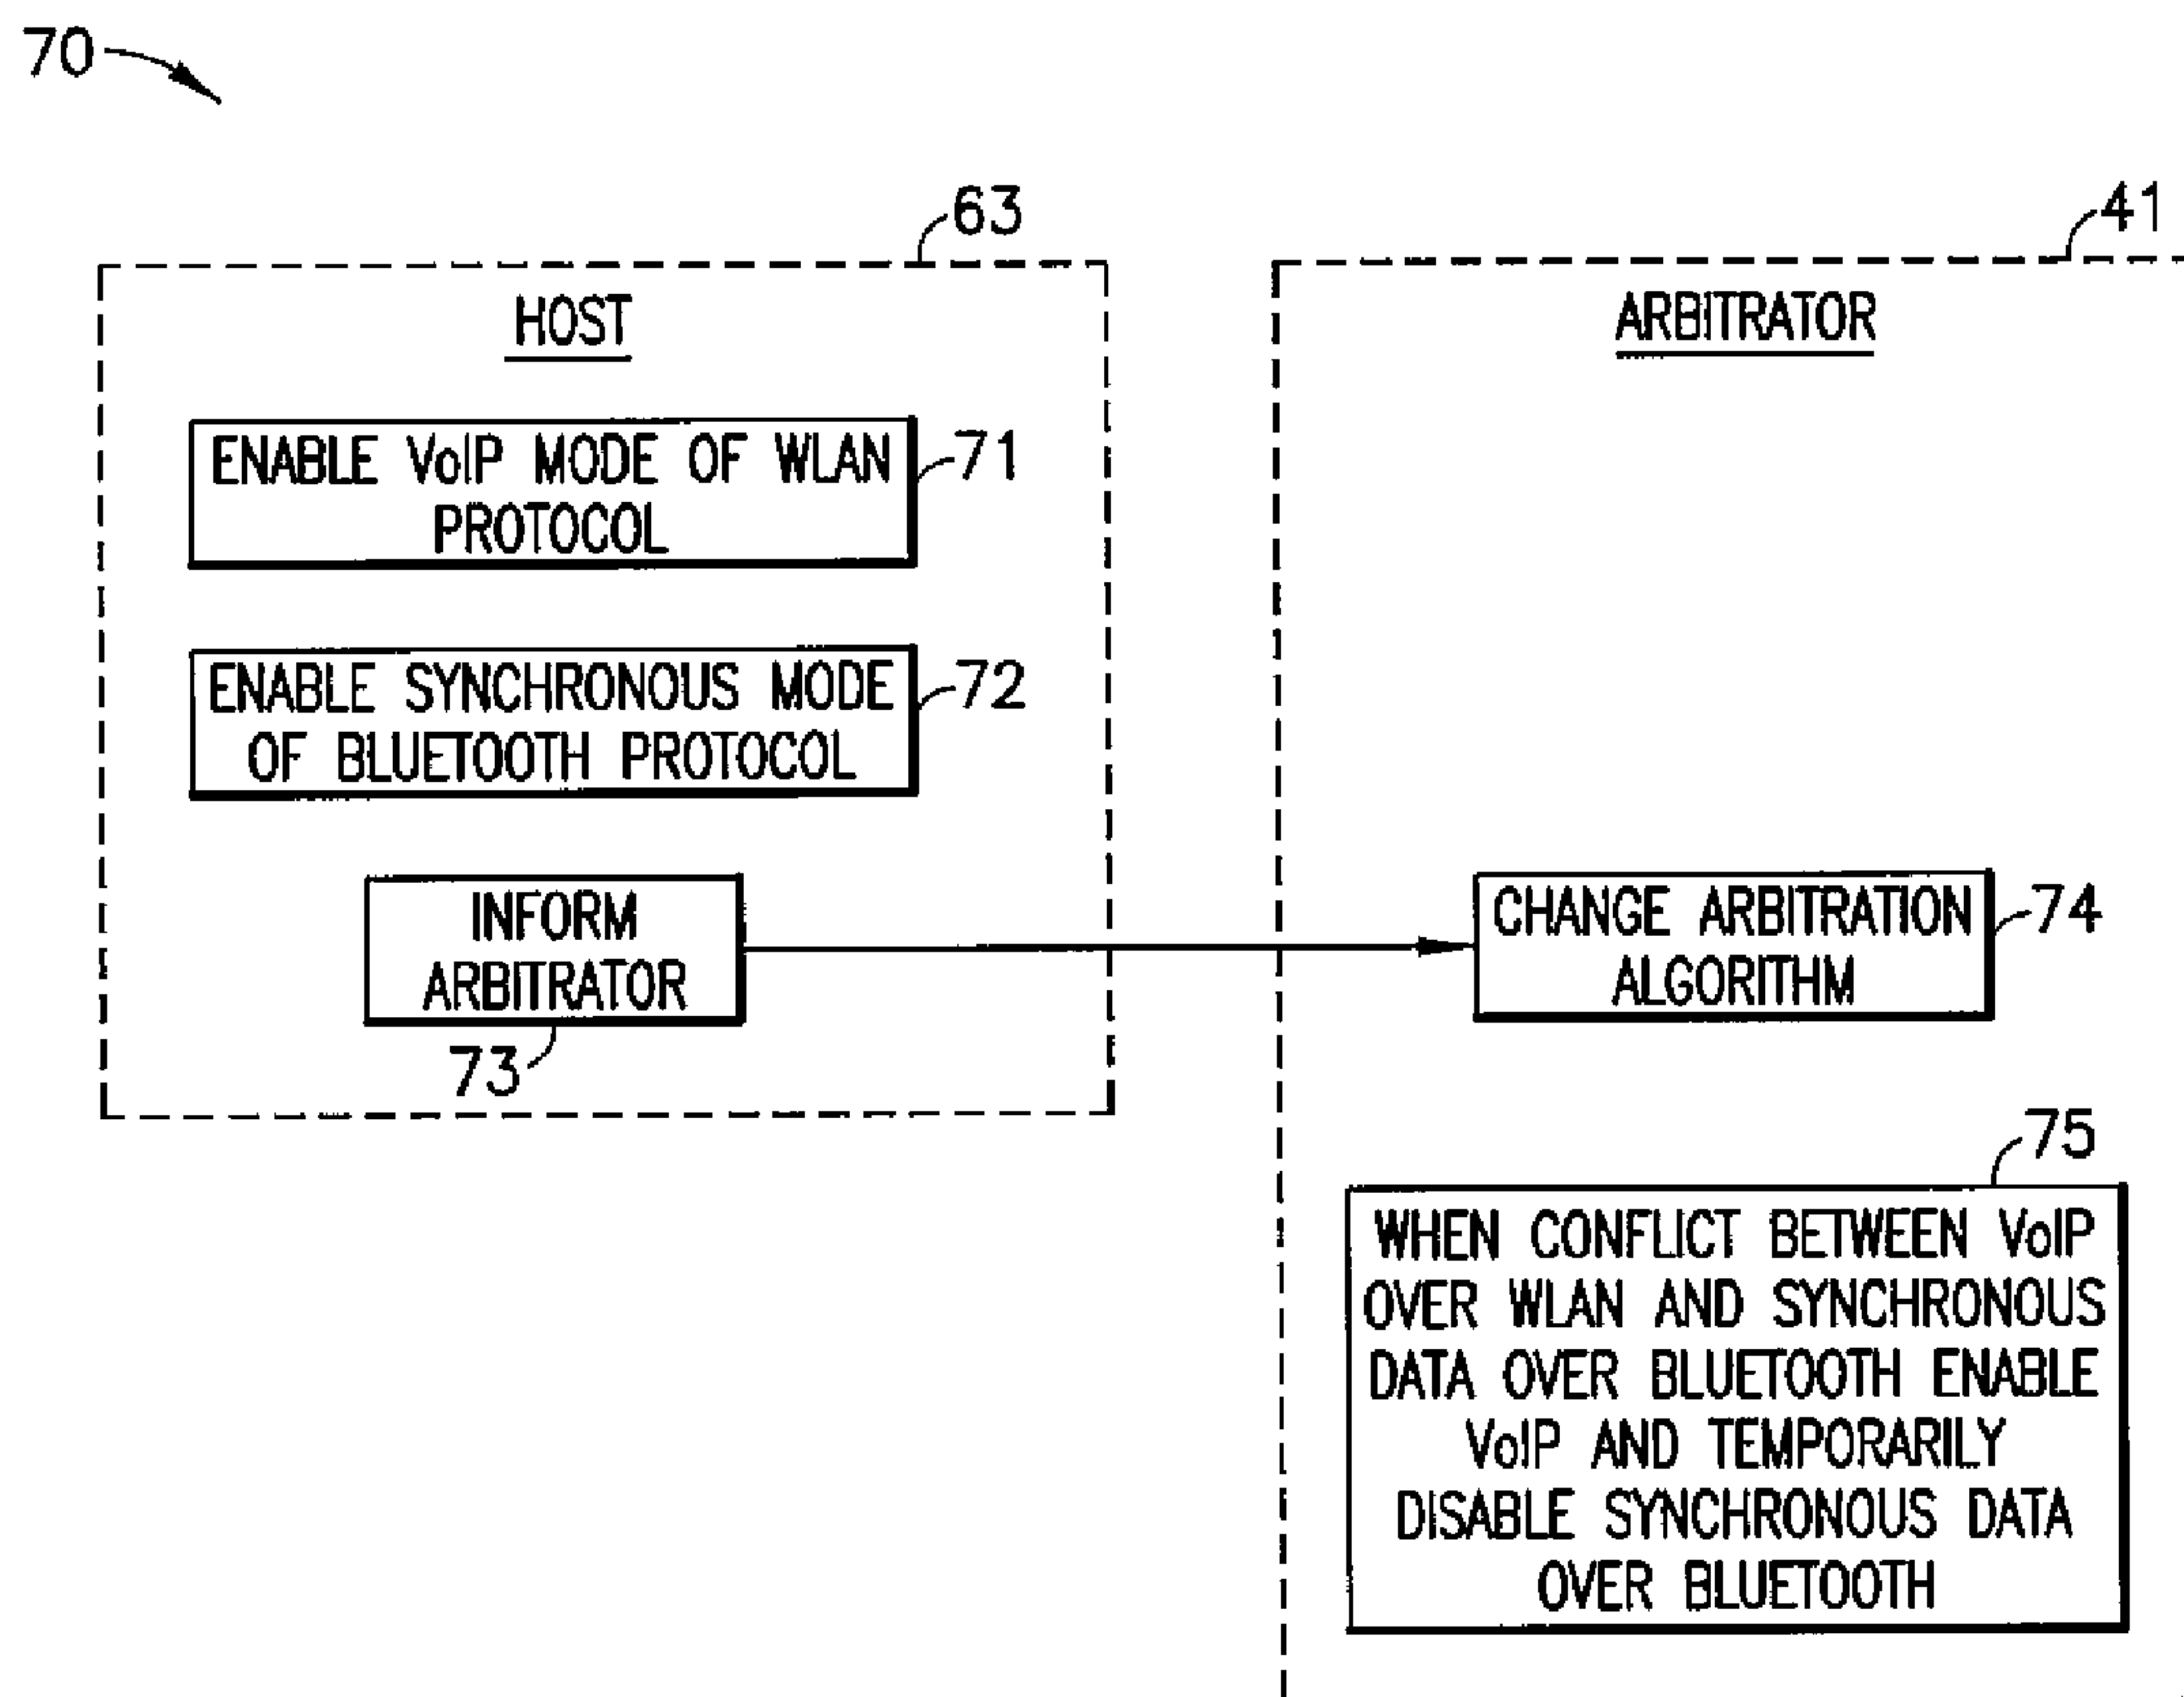 70
63
HOST
ENABLE VoIP MODE OF WLAN
PROTOCOL
71
ENABLE SYNCHRONOUS MODE
OF BLUETOOTH PROTOCOL
72
INFORM
ARBITRATOR
73
41
ARBITRATOR
CHANGE ARBITRATION
ALGORITHM
74
75
WHEN CONFLICT BETWEEN VoIP
OVER WLAN AND SYNCHRONOUS
DATA OVER BLUETOOTH ENABLE
VoIP AND TEMPORARILY
DISABLE SYNCHRONOUS DATA
OVER BLUETOOTH